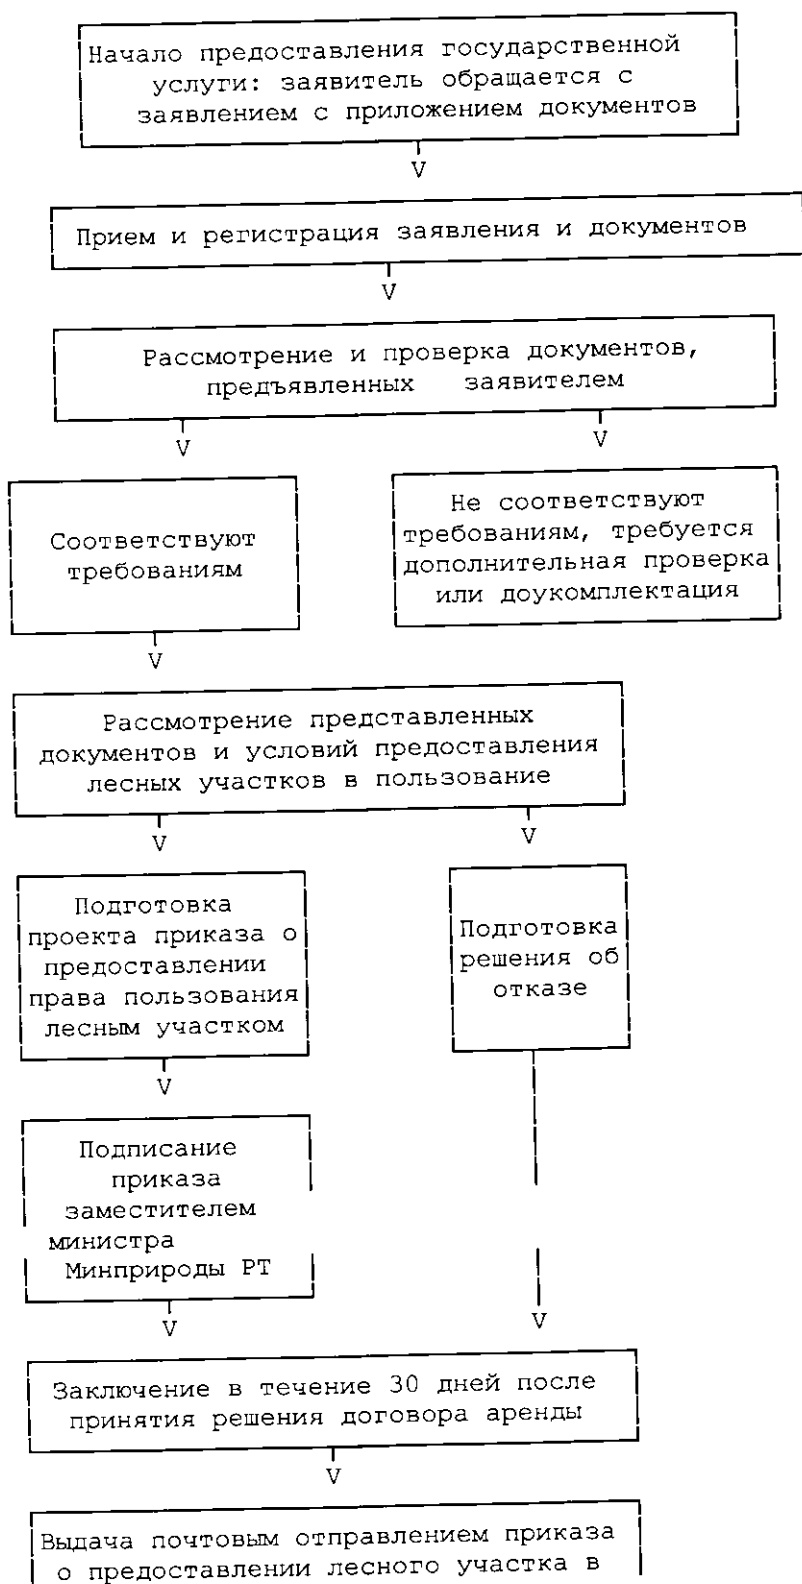 Начало предоставления государственной
услуги: заявитель обращается с
заявлением с приложением документов
V
Прием и регистрация заявления и документов
V
Рассмотрение и проверка документов,
предъявленных заявителем
V
V
Соответствуют
требованиям
Не соответствуют
требованиям, требуется
дополнительная проверка
или доукомплектация
V
Рассмотрение представленных
документов и условий предоставления
лесных участков в пользование
V
V
Подготовка
проекта приказа о
предоставлении
права пользования
лесным участком
Подготовка
решения об
отказе
V
Подписание
приказа
заместителем
министра
Минприроды РТ
V
V
Заключение в течение 30 дней после
принятия решения договора аренды
V
Выдача почтовым отправлением приказа
о предоставлении лесного участка в